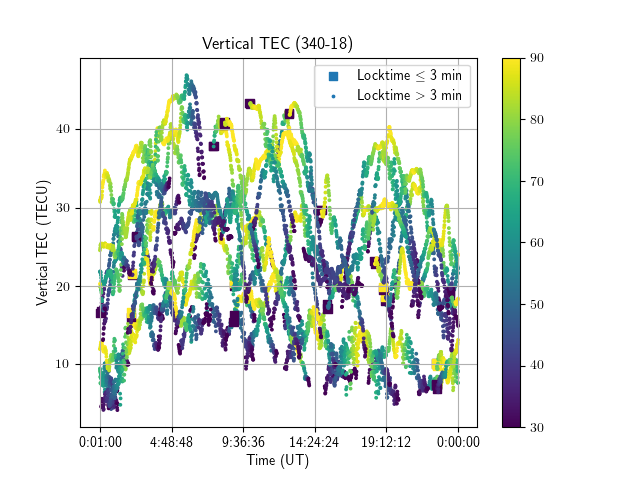 Vertical TEC (340-18)
Locktime ≤ 3 min
Locktime > 3 min
Vertical TEC (TECU)
40
30
20
10
0:01:00 4:48:48 9:36:36 14:24:24 19:12:12 0:00:00
Time (UT)
90
80
70
60
50
40
30